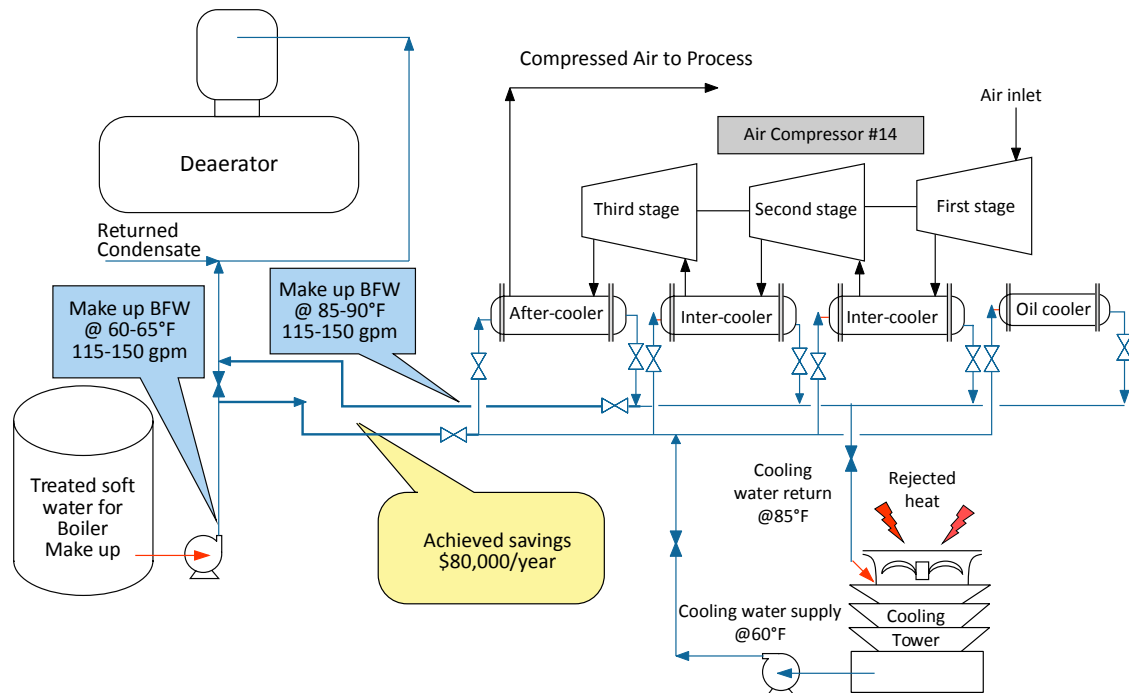 Compressed Air to Process
Air inlet
Air Compressor #14
Deaerator
Third stage
Second stage
First stage
Returned
Condensate
Make up BFW
@ 60-65°F
115-150 gpm
Make up BFW
@ 85-90°F
115-150 gpm
After-cooler
Inter-cooler
Inter-cooler
Oil cooler
Treated soft
water for
Boiler
Make up
Achieved savings
$80,000/year
Cooling
water return
@85°F
Rejected
heat
Cooling water supply
@60°F
Cooling
Tower